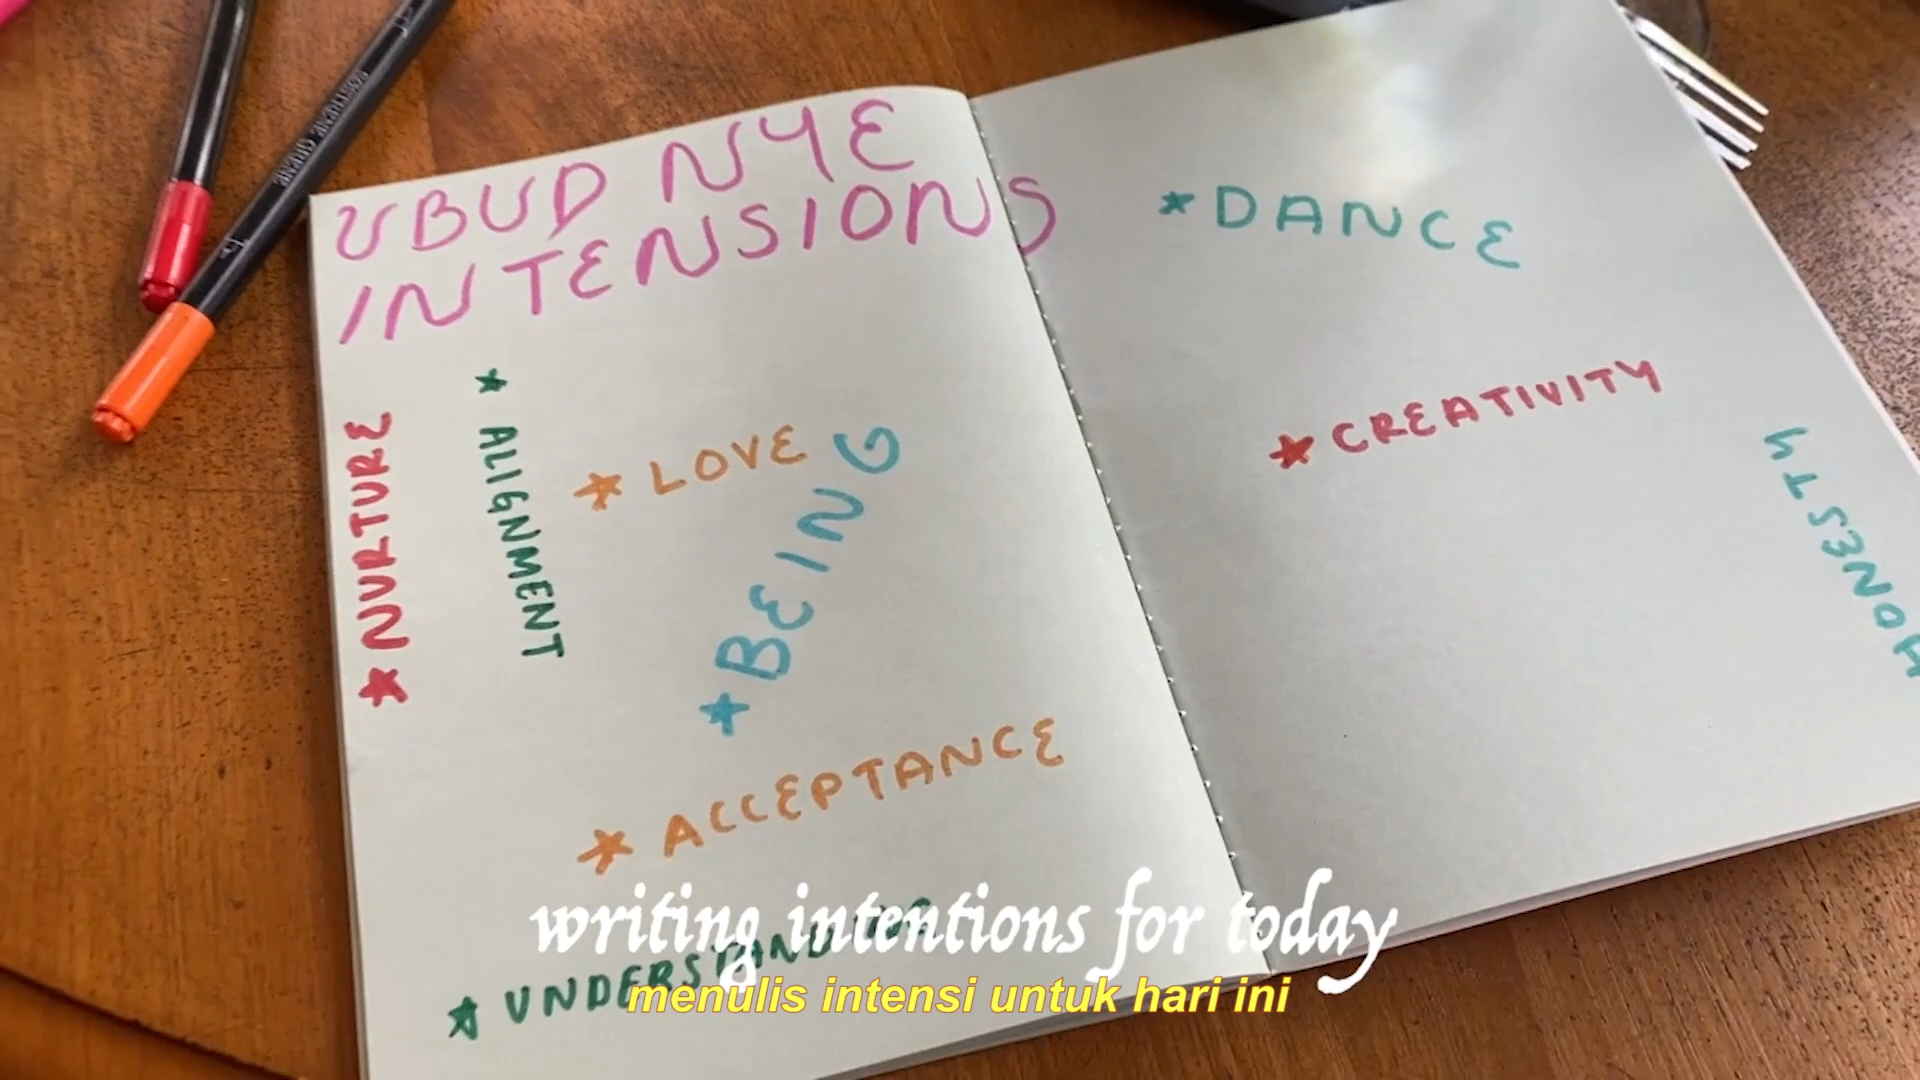 UBUD NYE
INTENSIONS
* NURTURE
* ALIGNMENT
* LOVE
* BEING
* ACCEPTANCE
* UNDERSTANDING
* DANCE
* CREATIVITY
HONESTY
writing intentions for today
menulis intensi untuk hari ini